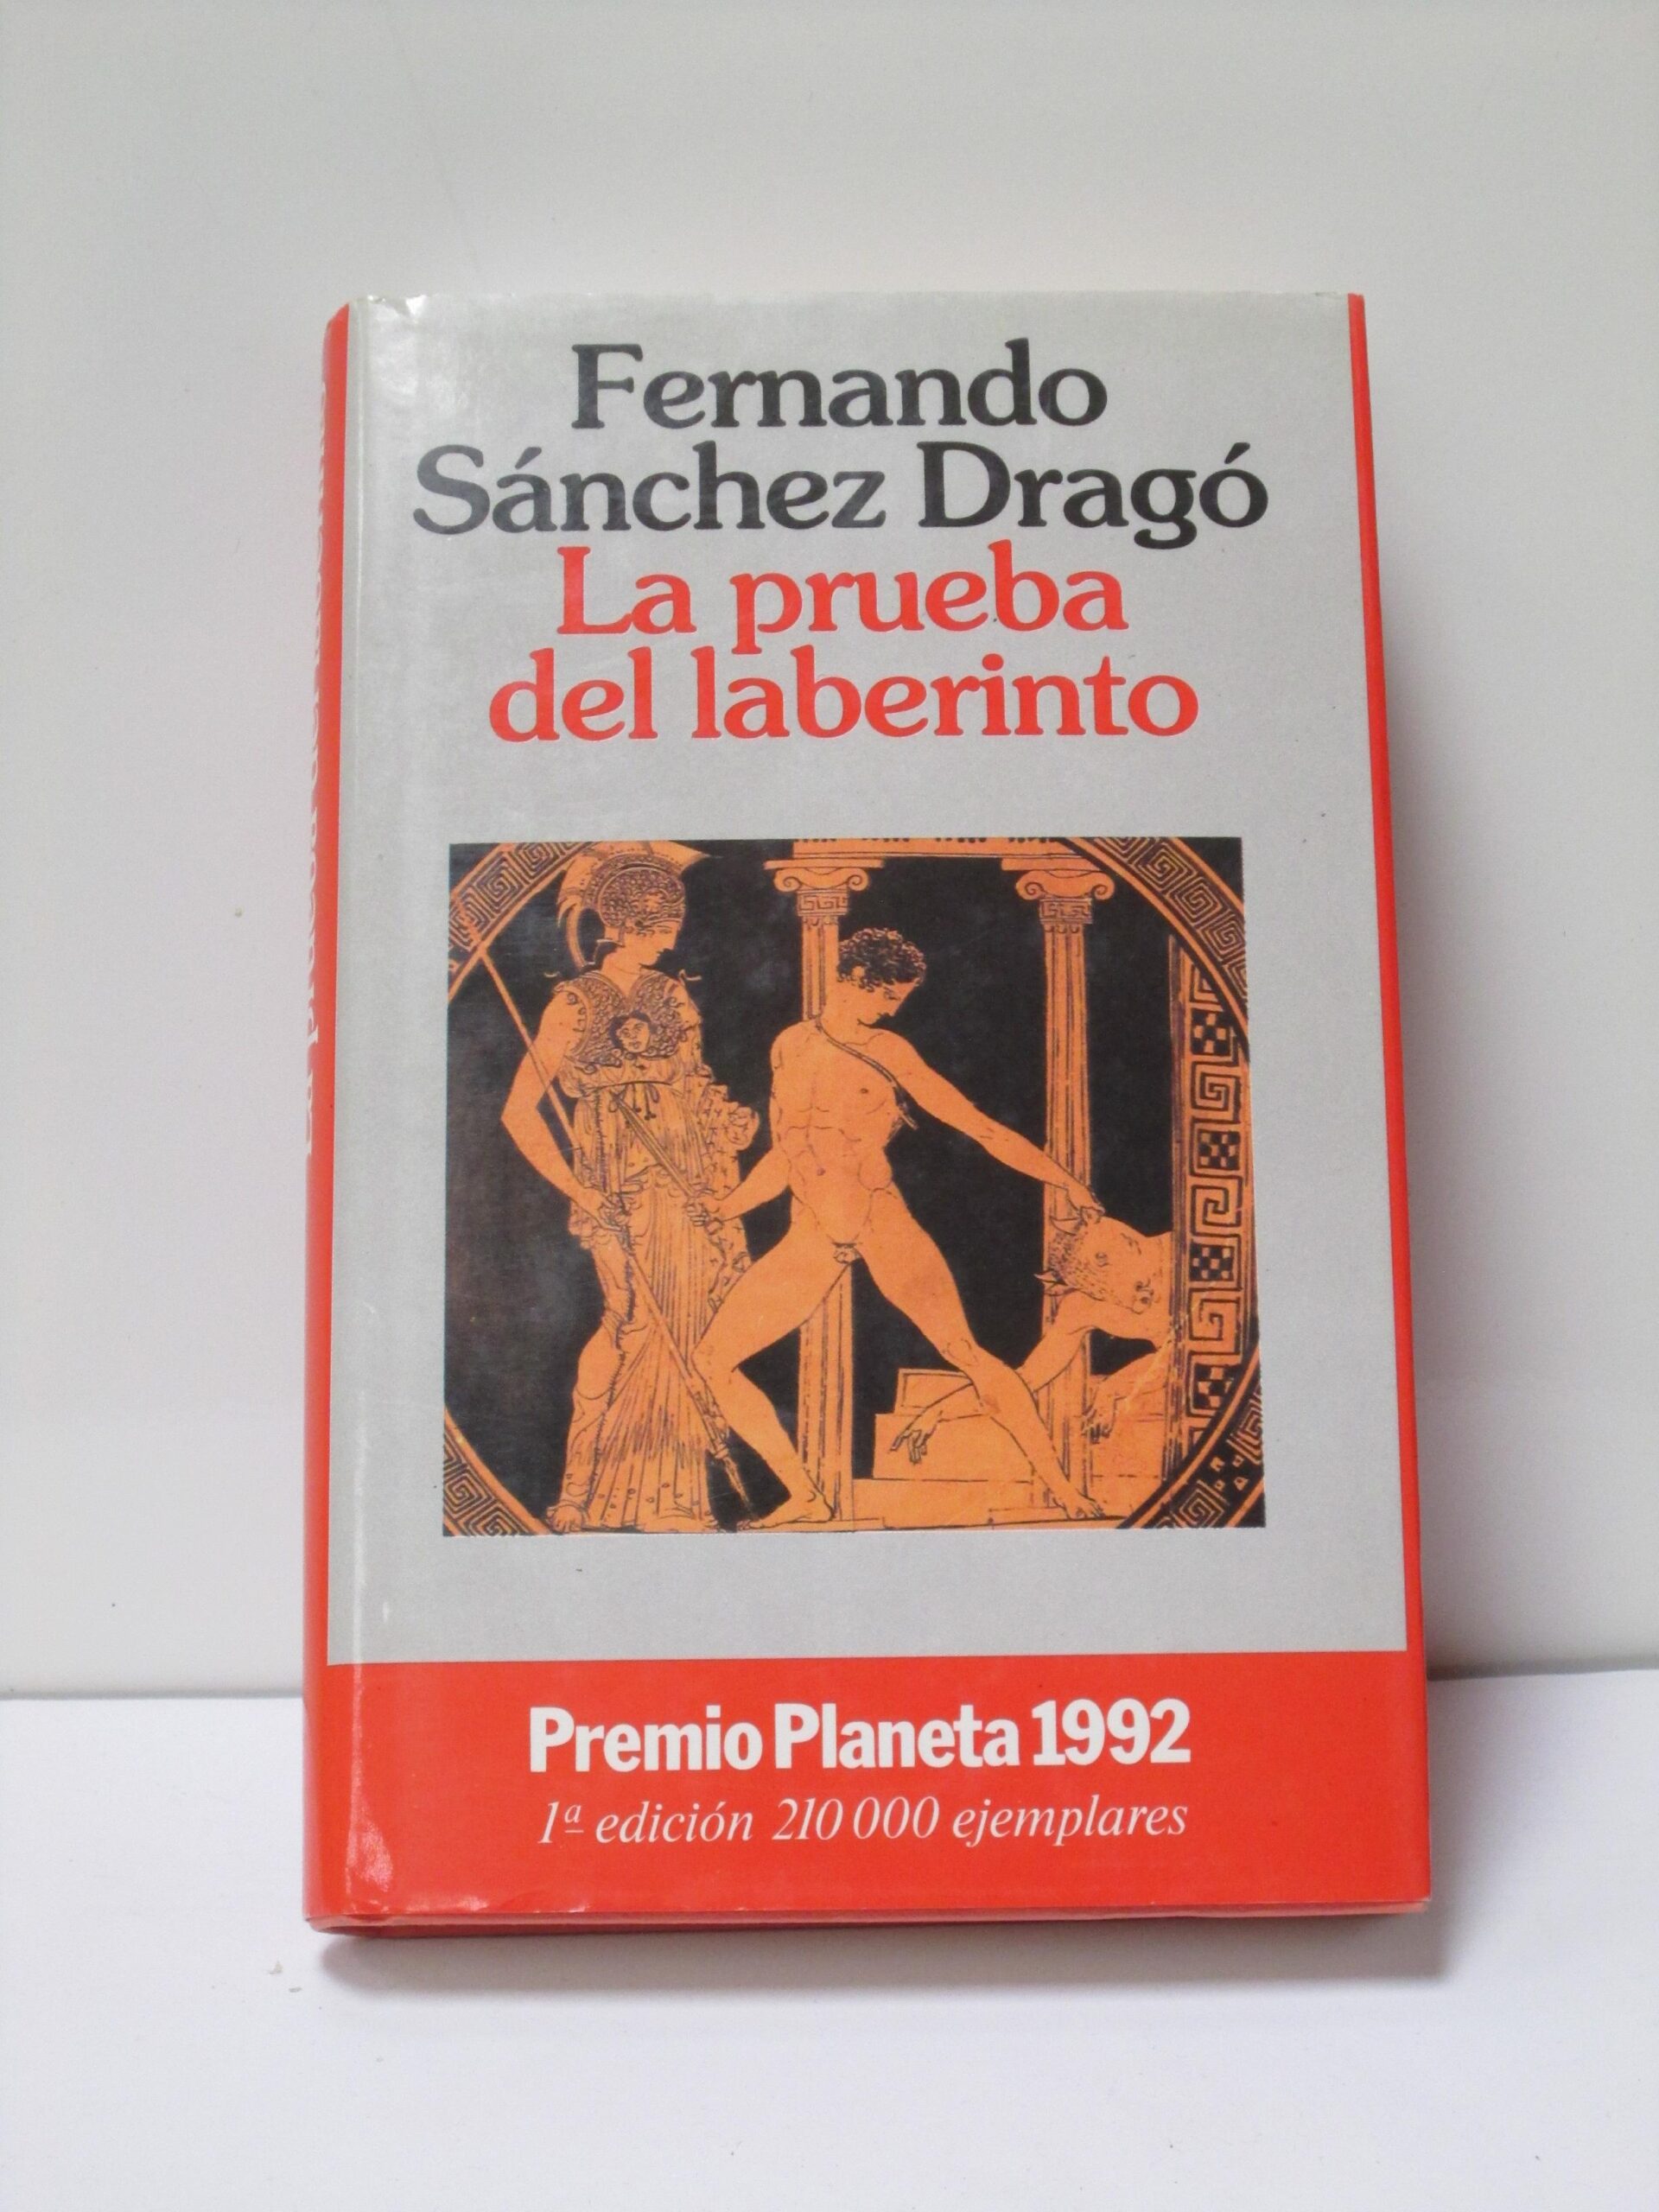 Fernando
Sánchez Dragó
La prueba
del laberinto
Premio Planeta 1992
1ª edición 210 000 ejemplares